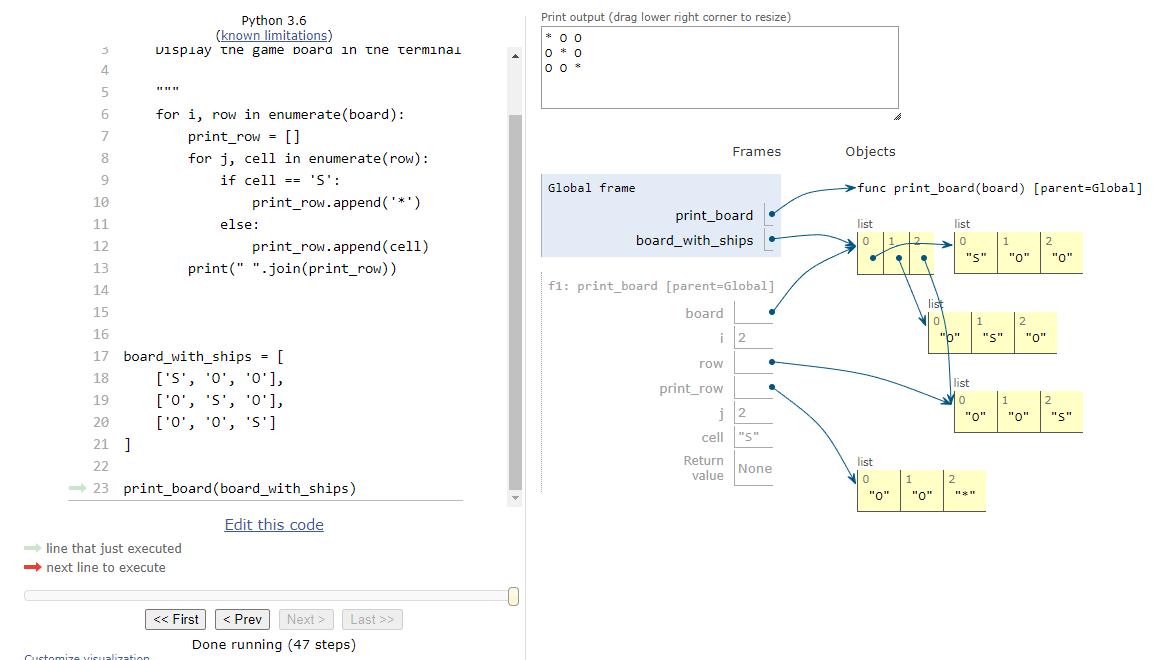 Python 3.6
(known limitations)
3 Display the game board in the terminal
4
5 """
6 for i, row in enumerate(board):
7 print_row = []
8 for j, cell in enumerate(row):
9 if cell == 'S':
10 print_row.append('*')
11 else:
12 print_row.append(cell)
13 print(" ".join(print_row))
14
15
16
17 board_with_ships = [
18 ['S', 'O', 'O'],
19 ['O', 'S', 'O'],
20 ['O', 'O', 'S']
21 ]
22
23 print_board(board_with_ships)
Edit this code
line that just executed
next line to execute
<< First < Prev Next > Last >>
Done running (47 steps)
Customize visualization
Print output (drag lower right corner to resize)
* O O
O * O
O O *
Frames Objects
Global frame
print_board
board_with_ships
func print_board(board) [parent=Global]
f1: print_board [parent=Global]
board
i 2
row
print_row
j 2
cell "S"
Return
value None
list
0 1 2
list
0 1 2
"S" "O" "O"
list
0 1 2
"O" "S" "O"
list
0 1 2
"O" "O" "S"
list
0 1 2
"O" "O" "*"